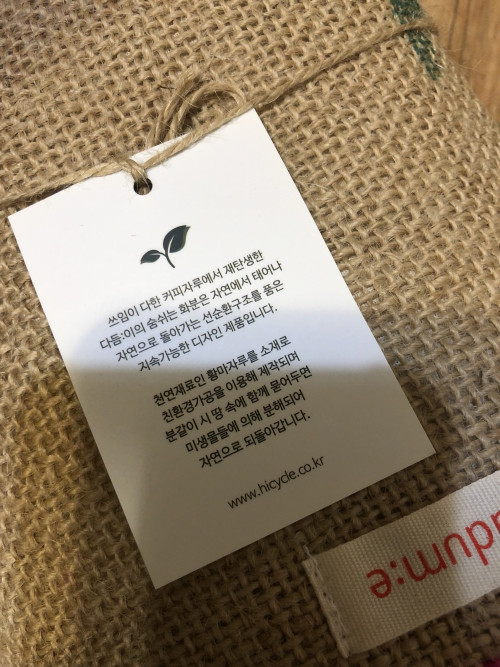 쓰임이 다한 커피자루에서 재탄생한
다듬:이의 숨쉬는 화분은 자연에서 태어나
자연으로 돌아가는 선순환구조를 품은
지속가능한 디자인 제품입니다.
천연재료인 황마자루를 소재로
친환경가공을 이용해 제작되며
분갈이 시 땅 속에 함께 묻어두면
미생물들에 의해 분해되어
자연으로 되돌아갑니다.
www.hicycle.co.kr
adum:e